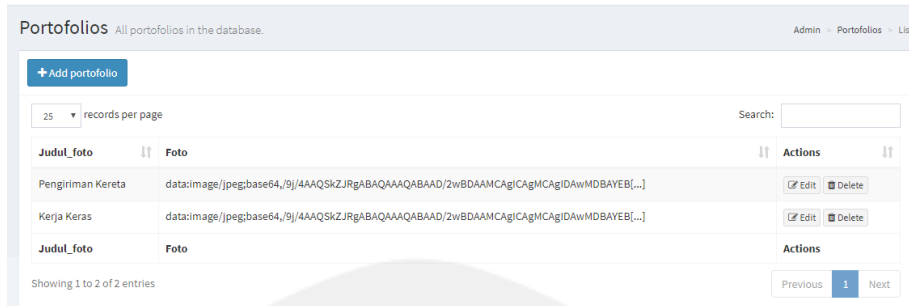 Portofolios All portofolios in the database. Admin > Portofolios > Lis
+ Add portofolio
25 records per page Search:
Judul_foto Foto Actions
Pengiriman Kereta data:image/jpeg;base64,/9j/4AAQSkZJRgABAQAAAQABAAD/2wBDAAMCAgICAgMCAgIDAwMDBAYEB[...] Edit Delete
Kerja Keras data:image/jpeg;base64,/9j/4AAQSkZJRgABAQAAAQABAAD/2wBDAAMCAgICAgMCAgIDAwMDBAYEB[...] Edit Delete
Judul_foto Foto Actions
Showing 1 to 2 of 2 entries Previous 1 Next